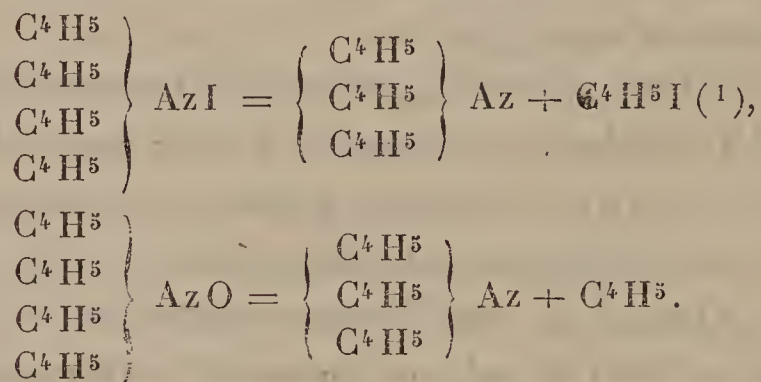 C⁴H⁵
C⁴H⁵
C⁴H⁵
C⁴H⁵
} AzI = {
C⁴H⁵
C⁴H⁵
C⁴H⁵
} Az + C⁴H⁵I (¹),
C⁴H⁵
C⁴H⁵
C⁴H⁵
C⁴H⁵
} AzO = {
C⁴H⁵
C⁴H⁵
C⁴H⁵
} Az + C⁴H⁵.